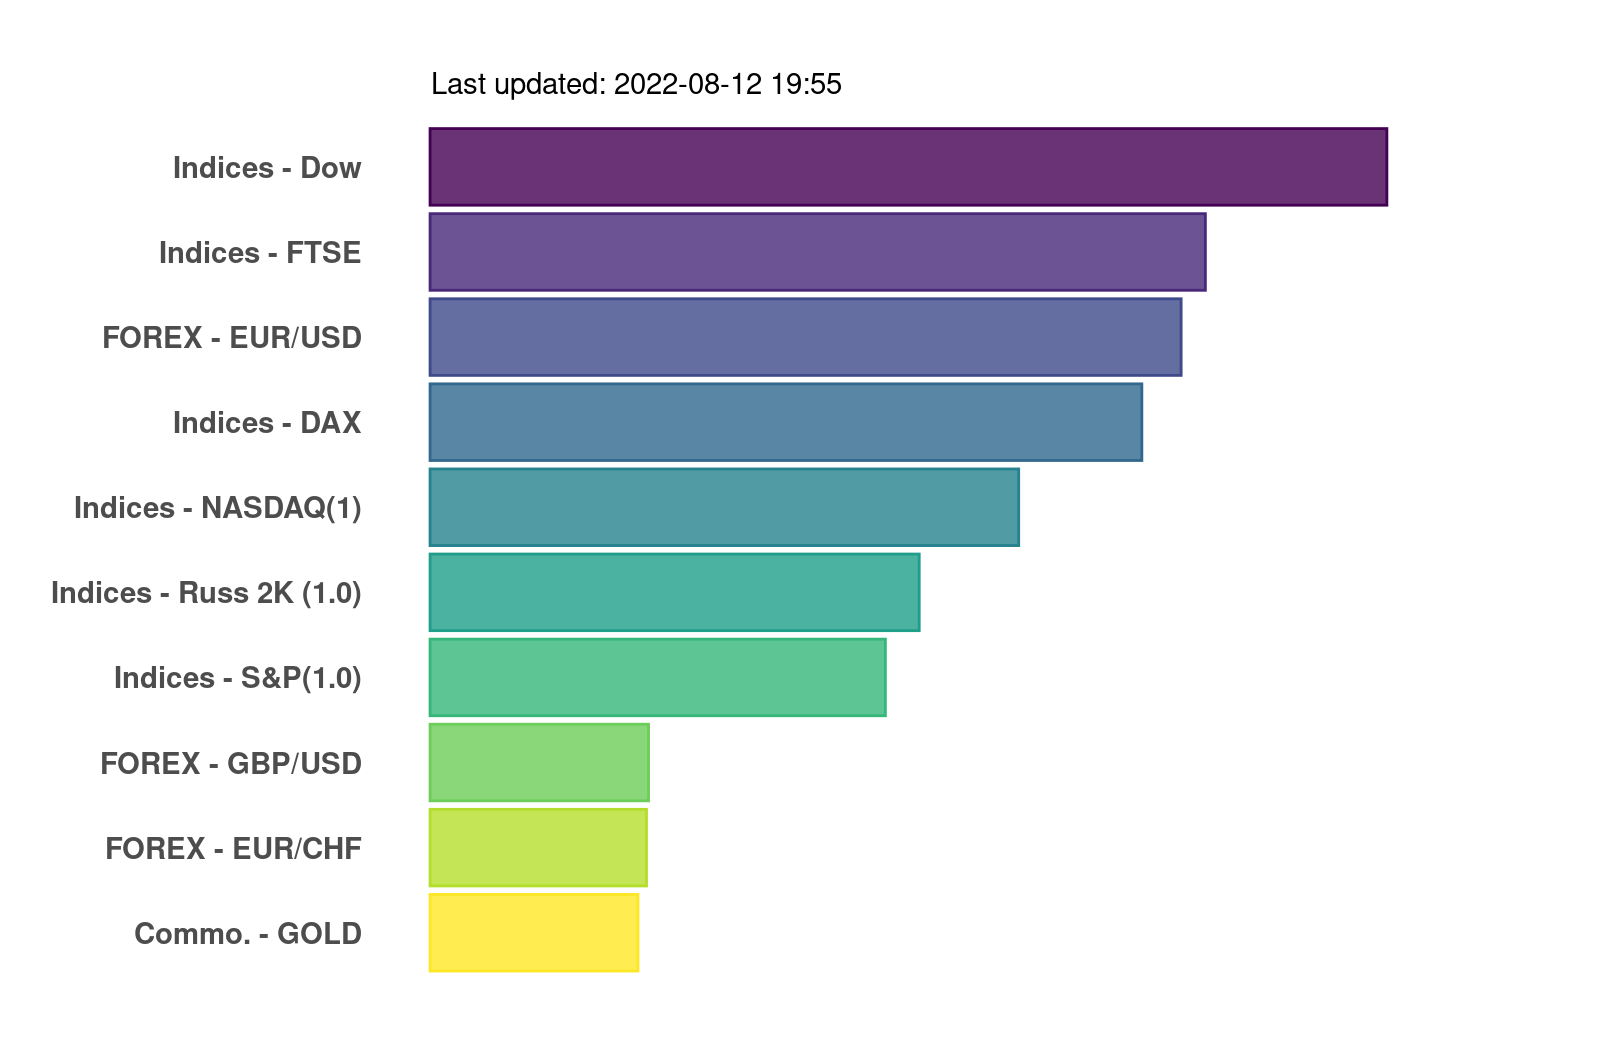 Last updated: 2022-08-12 19:55
Indices - Dow
Indices - FTSE
FOREX - EUR/USD
Indices - DAX
Indices - NASDAQ(1)
Indices - Russ 2K (1.0)
Indices - S&P(1.0)
FOREX - GBP/USD
FOREX - EUR/CHF
Commo. - GOLD